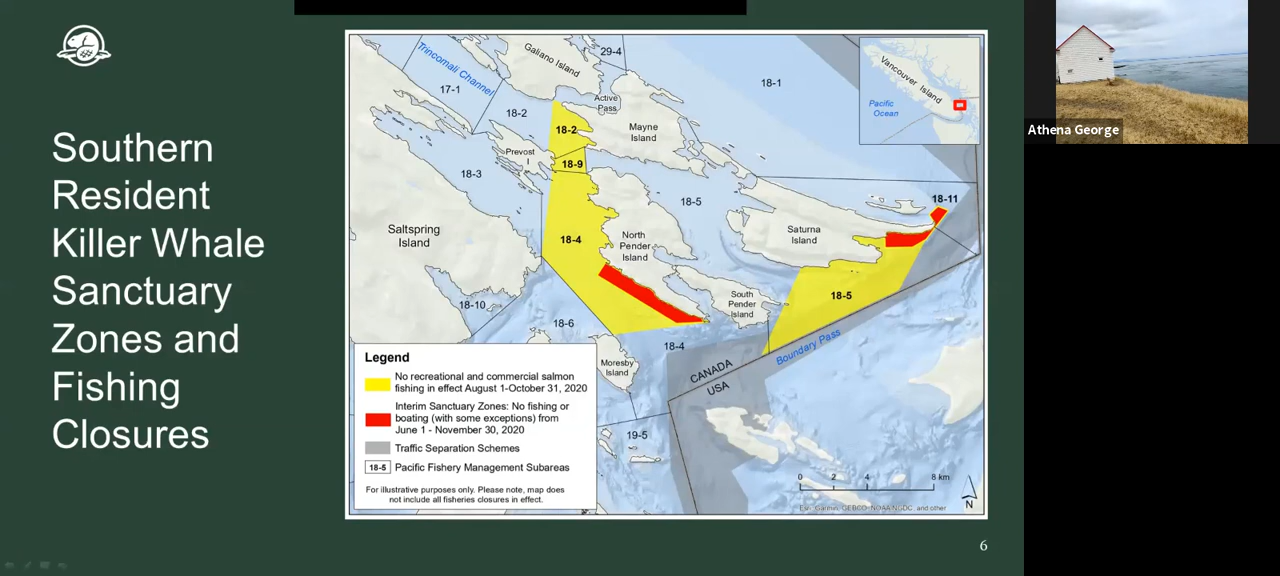 Southern
Resident
Killer Whale
Sanctuary
Zones and
Fishing
Closures
Trincomali Channel
Galiano Island
29-4
17-1
18-2
Active
Pass
18-1
Vancouver Island
Pacific
Ocean
18-2
Mayne
Island
Prevost
I
18-9
18-3
18-5
18-11
Saltspring
Island
18-4
North
Pender
Island
Saturna
Island
18-10
18-6
South
Pender
Island
18-5
18-4
Boundary Pass
Moresby
Island
CANADA
USA
19-5
Legend
No recreational and commercial salmon
fishing in effect August 1-October 31, 2020
Interim Sanctuary Zones: No fishing or
boating (with some exceptions) from
June 1 - November 30, 2020
Traffic Separation Schemes
18-5 Pacific Fishery Management Subareas
For illustrative purposes only. Please note, map does
not include all fisheries closures in effect.
0 2 4 8 km
N
Esri, Garmin, GEBCO, NOAA NGDC, and other
6
Athena George